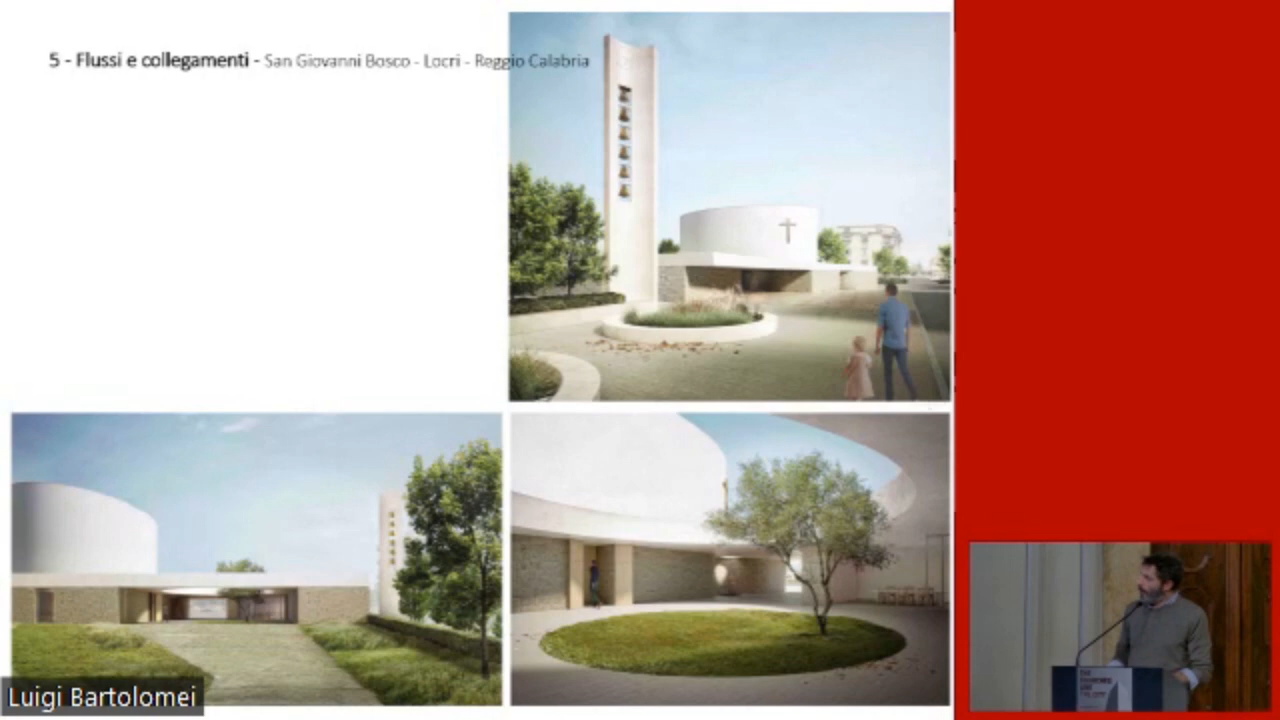 5 - Flussi e collegamenti - San Giovanni Bosco - Locri - Reggio Calabria
Luigi Bartolomei